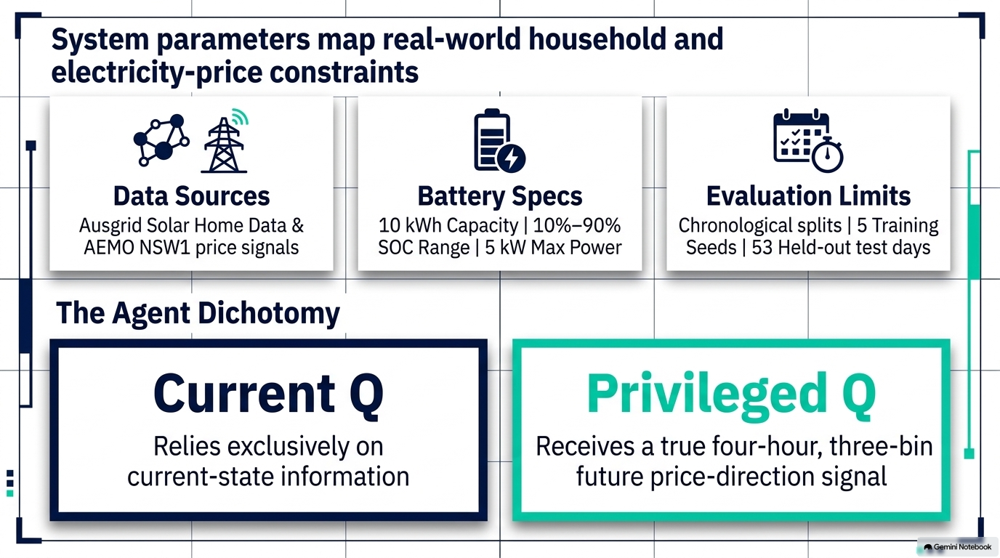 System parameters map real-world household and
electricity-price constraints
Data Sources
Ausgrid Solar Home Data &
AEMO NSW1 price signals
Battery Specs
10 kWh Capacity | 10%–90%
SOC Range | 5 kW Max Power
Evaluation Limits
Chronological splits | 5 Training
Seeds | 53 Held-out test days
The Agent Dichotomy
Current Q
Relies exclusively on
current-state information
Privileged Q
Receives a true four-hour, three-bin
future price-direction signal
Gemini Notebook